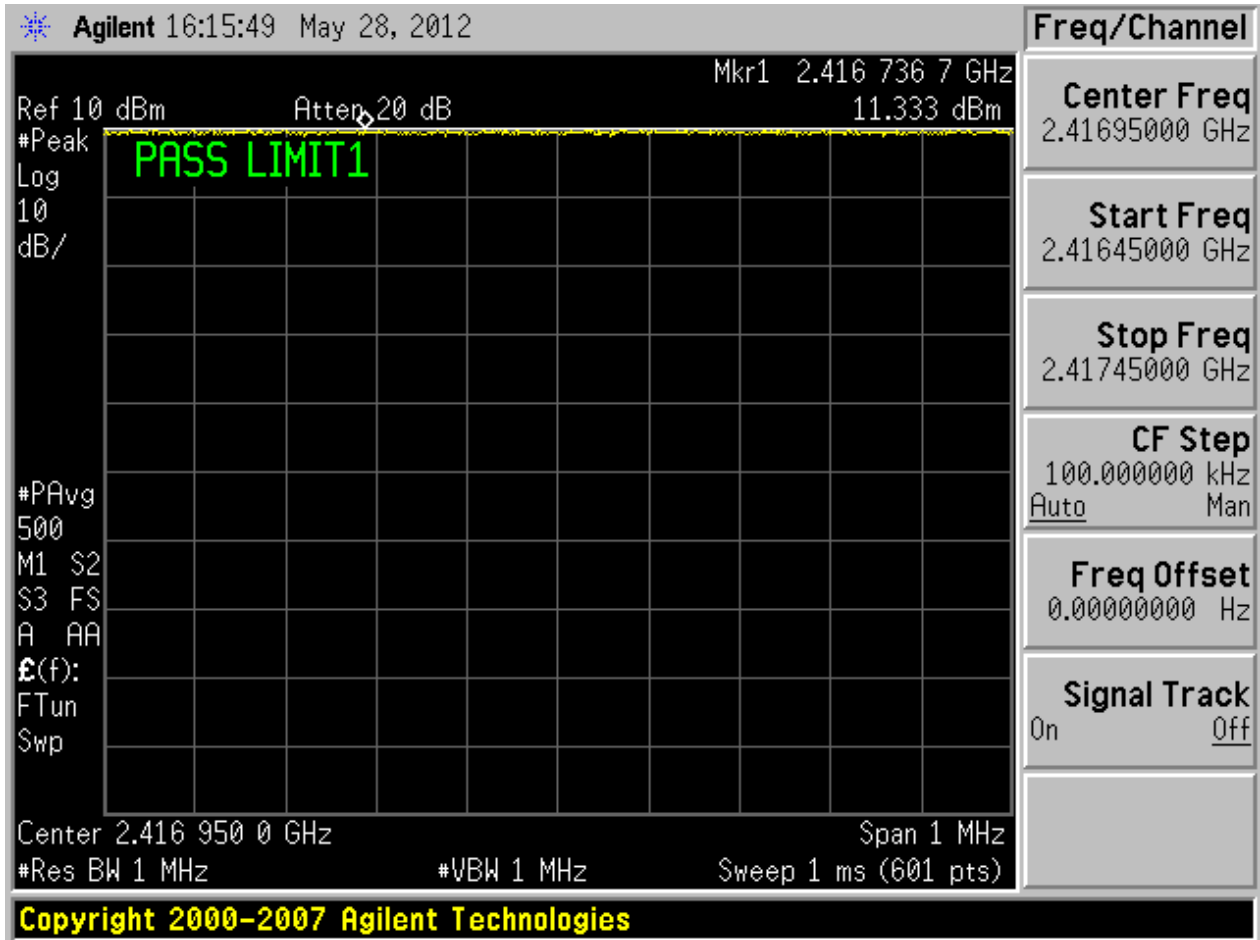 Agilent 16:15:49 May 28, 2012
Freq/Channel
Mkr1 2.416 736 7 GHz
Ref 10 dBm Atten 20 dB 11.333 dBm
#Peak
Log
10
dB/
PASS LIMIT1
#PAvg
500
M1 S2
S3 FS
A AA
£(f):
FTun
Swp
Center 2.416 950 0 GHz Span 1 MHz
#Res BW 1 MHz #VBW 1 MHz Sweep 1 ms (601 pts)
Center Freq
2.41695000 GHz
Start Freq
2.41645000 GHz
Stop Freq
2.41745000 GHz
CF Step
100.000000 kHz
Auto Man
Freq Offset
0.00000000 Hz
Signal Track
On Off
Copyright 2000-2007 Agilent Technologies